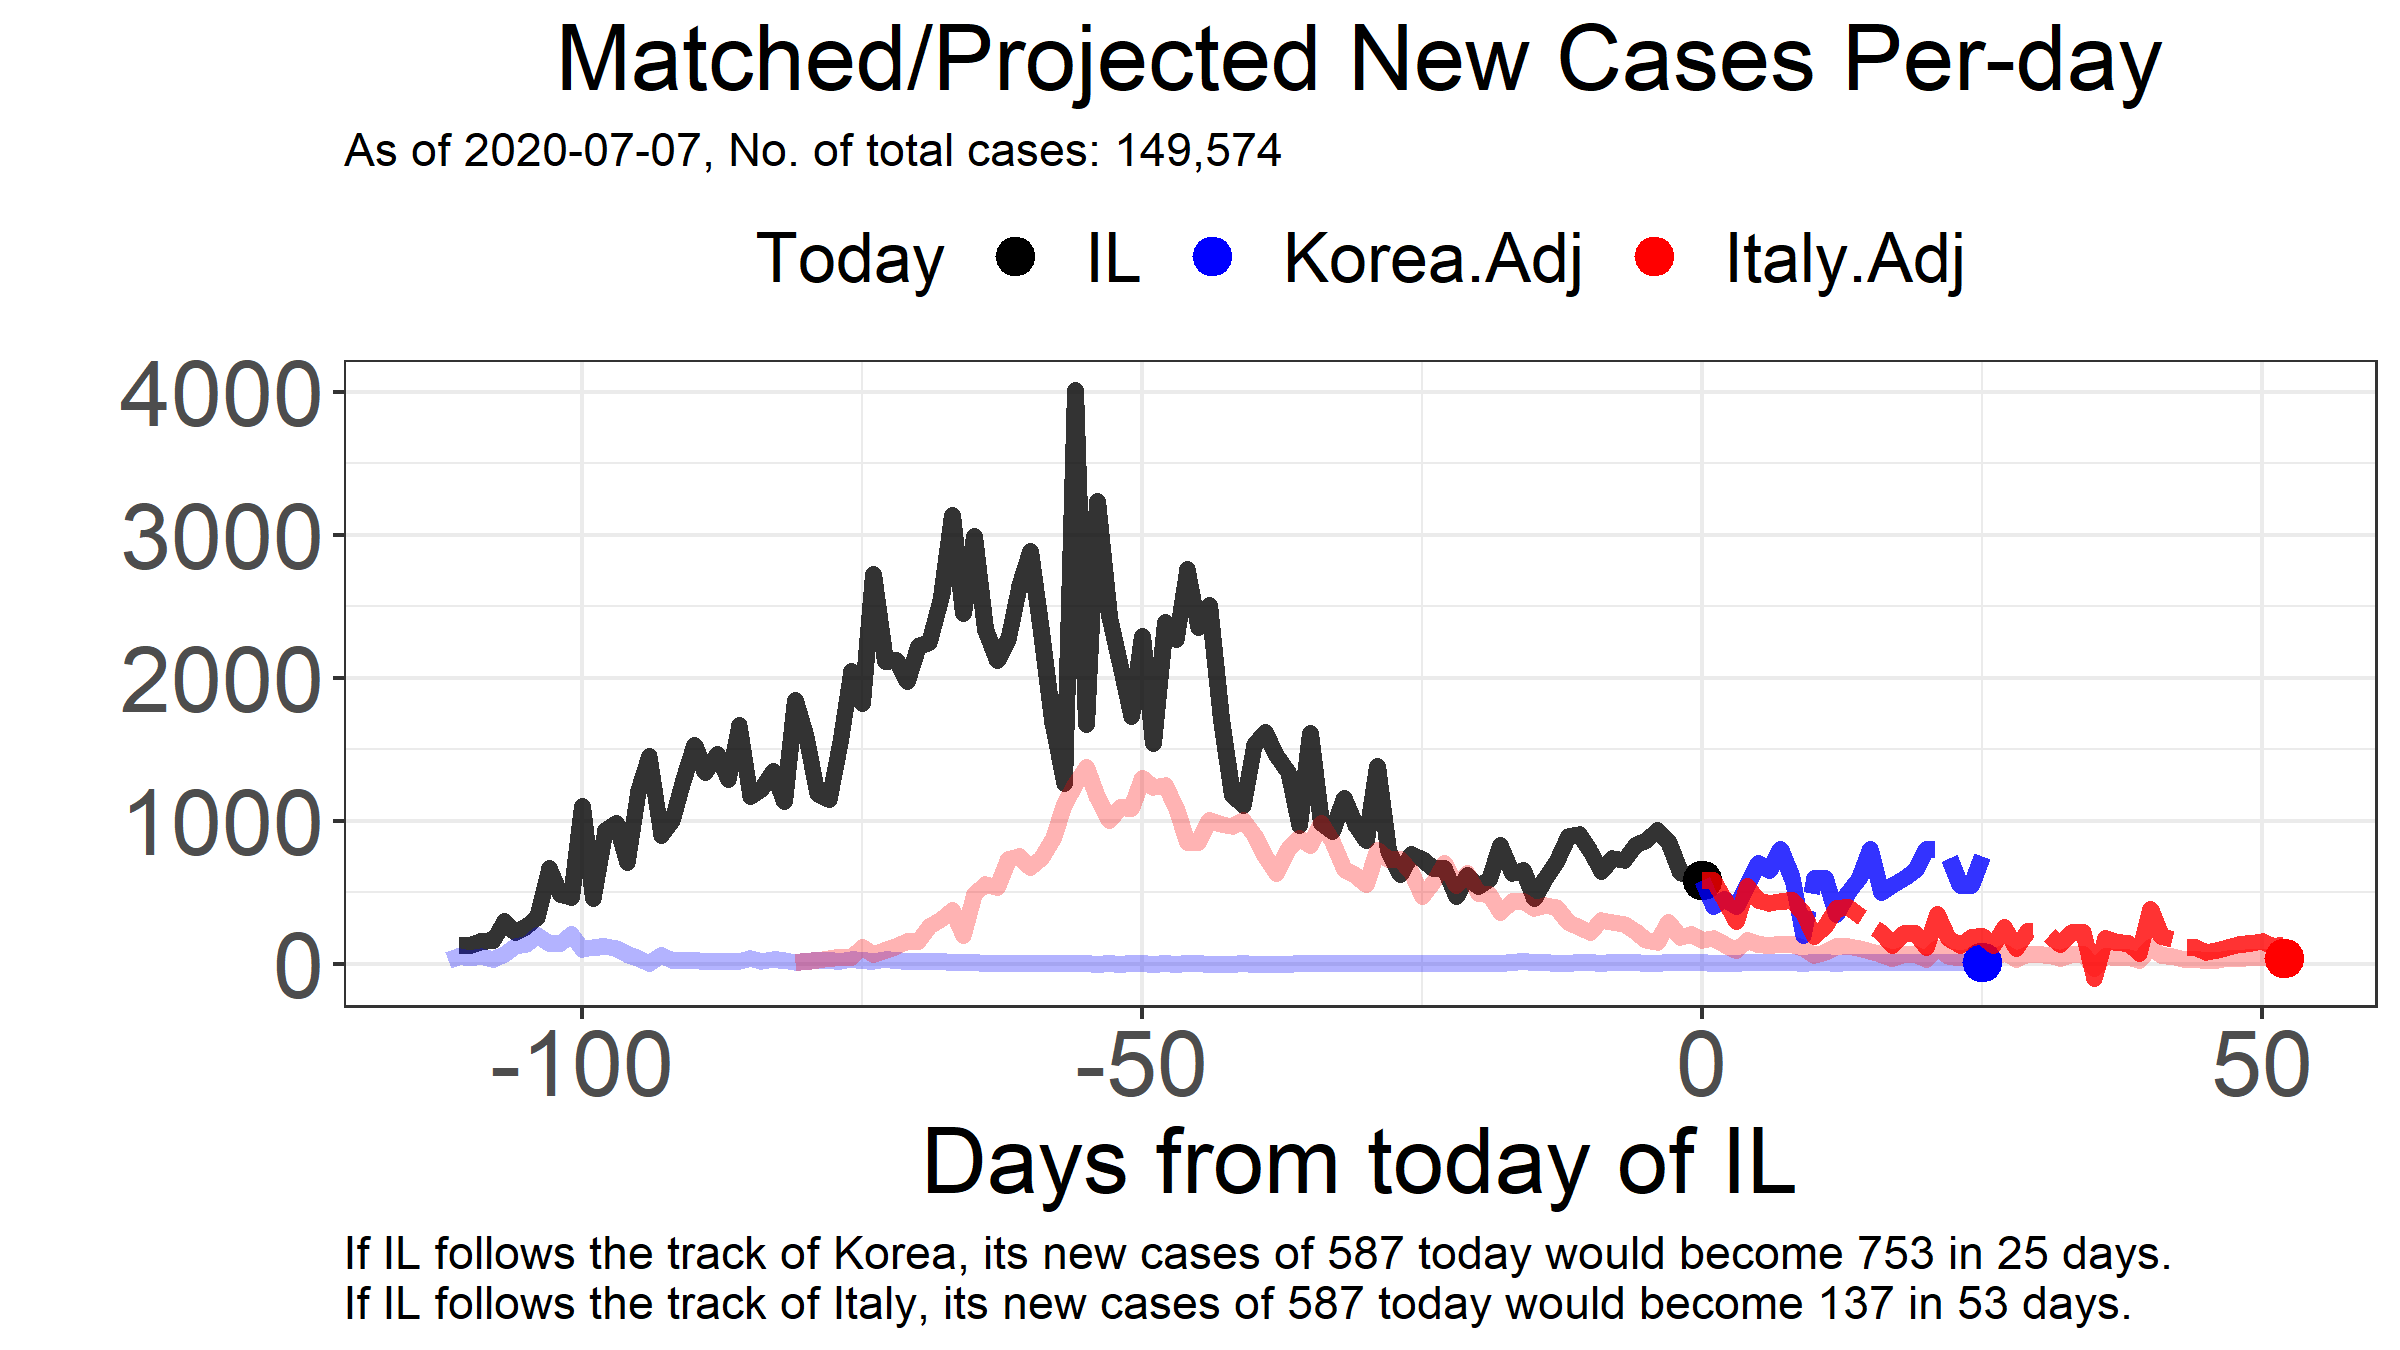 Matched/Projected New Cases Per-day
As of 2020-07-07, No. of total cases: 149,574
Today IL Korea.Adj Italy.Adj
4000
3000
2000
1000
0
-100 -50 0 50
Days from today of IL
If IL follows the track of Korea, its new cases of 587 today would become 753 in 25 days.
If IL follows the track of Italy, its new cases of 587 today would become 137 in 53 days.